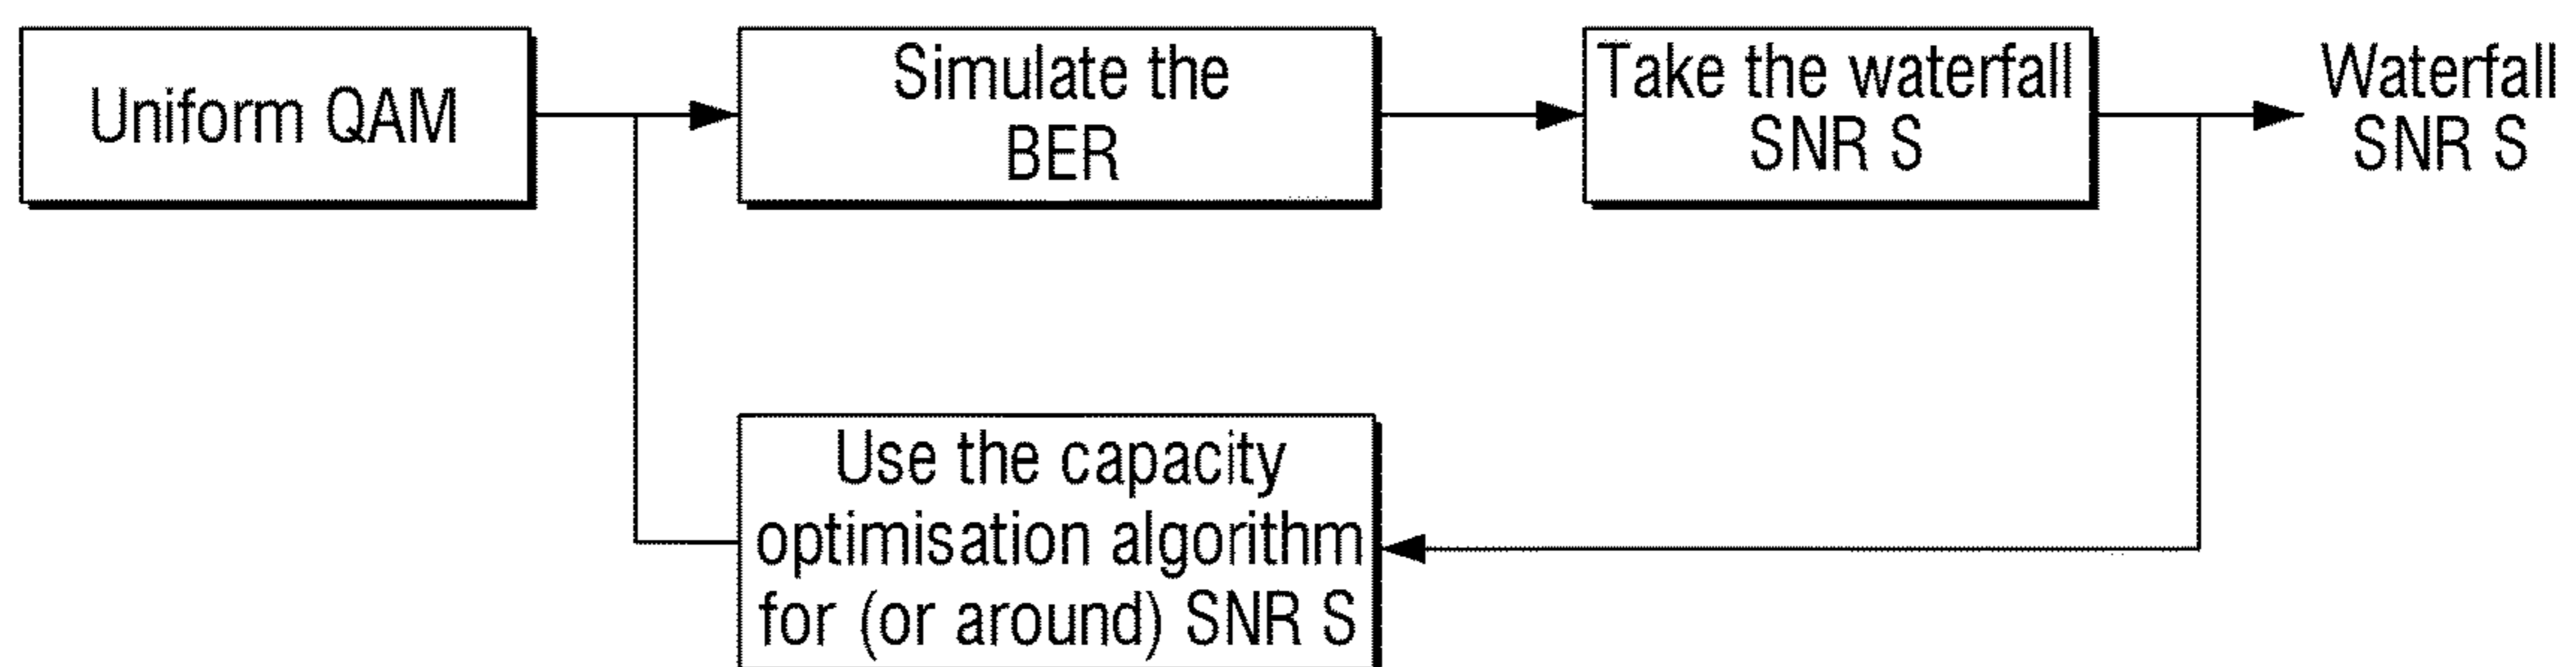 Uniform QAM
Simulate the
BER
Take the waterfall
SNR S
Waterfall
SNR S
Use the capacity
optimisation algorithm
for (or around) SNR S